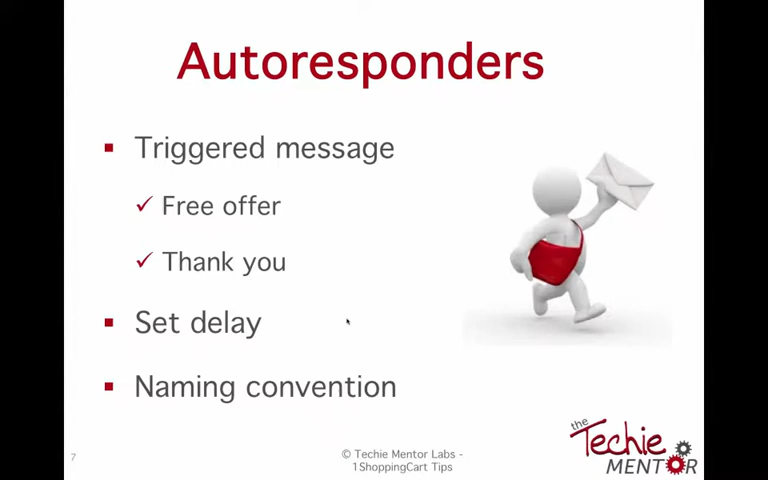 Autoresponders
Triggered message
Free offer
Thank you
Set delay
Naming convention
7
© Techie Mentor Labs -
1ShoppingCart Tips
the
Techie
MENTOR